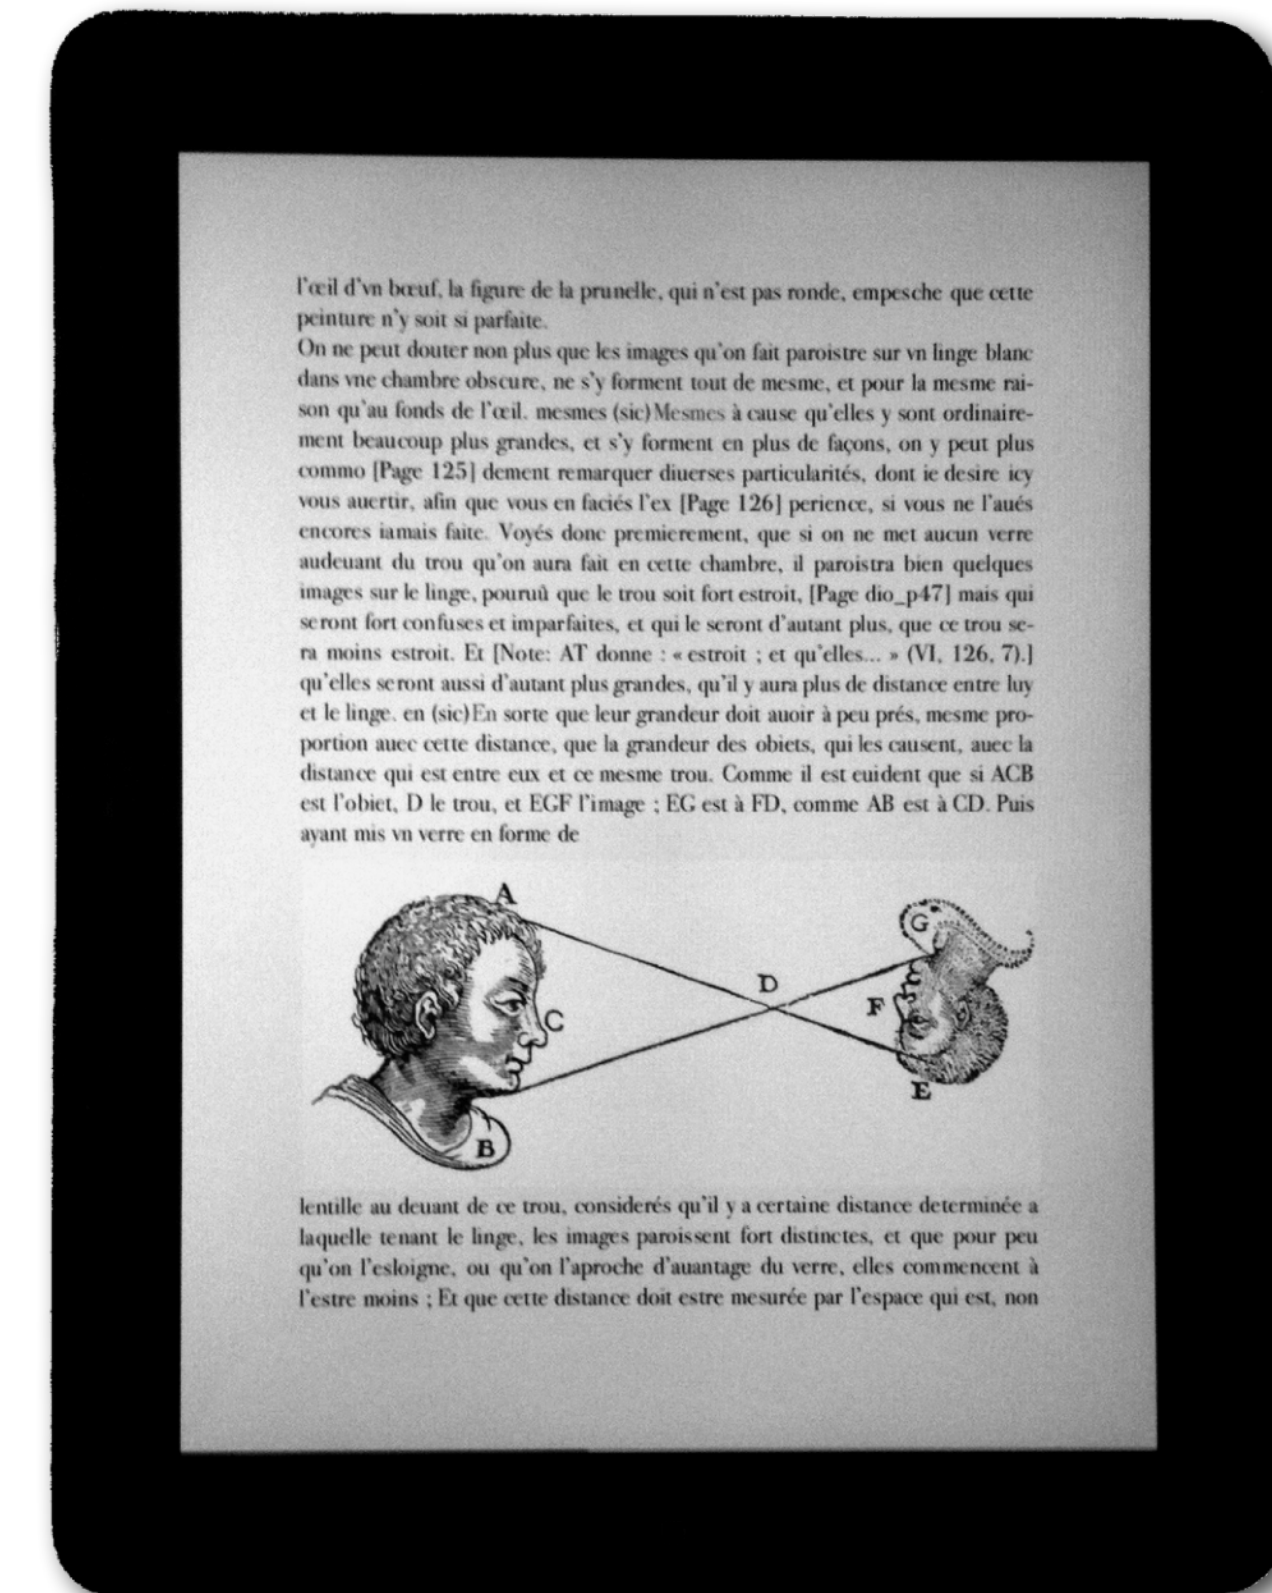 l'œil d'vn bœuf, la figure de la prunelle, qui n'est pas ronde, empesche que cette
peinture n'y soit si parfaite.
On ne peut douter non plus que les images qu'on fait paroistre sur vn linge blanc
dans vne chambre obscure, ne s'y forment tout de mesme, et pour la mesme rai-
son qu'au fonds de l'œil. mesmes (sic)Mesmes à cause qu'elles y sont ordinaire-
ment beaucoup plus grandes, et s'y forment en plus de façons, on y peut plus
commo [Page 125] dement remarquer diuerses particularités, dont ie desire icy
vous auertir, afin que vous en faciés l'ex [Page 126] perience, si vous ne l'aués
encores iamais faite. Voyés donc premierement, que si on ne met aucun verre
audeuant du trou qu'on aura fait en cette chambre, il paroistra bien quelques
images sur le linge, pouruû que le trou soit fort estroit, [Page dio_p47] mais qui
seront fort confuses et imparfaites, et qui le seront d'autant plus, que ce trou se-
ra moins estroit. Et [Note: AT donne : « estroit ; et qu'elles... » (VI, 126, 7).]
qu'elles seront aussi d'autant plus grandes, qu'il y aura plus de distance entre luy
et le linge. en (sic)En sorte que leur grandeur doit auoir à peu prés, mesme pro-
portion auec cette distance, que la grandeur des obiets, qui les causent, auec la
distance qui est entre eux et ce mesme trou. Comme il est euident que si ACB
est l'obiet, D le trou, et EGF l'image ; EG est à FD, comme AB est à CD. Puis
ayant mis vn verre en forme de
A
G
D
F
C
E
B
lentille au deuant de ce trou, considerés qu'il y a certaine distance determinée a
laquelle tenant le linge, les images paroissent fort distinctes, et que pour peu
qu'on l'esloigne, ou qu'on l'aproche d'auantage du verre, elles commencent à
l'estre moins ; Et que cette distance doit estre mesurée par l'espace qui est, non